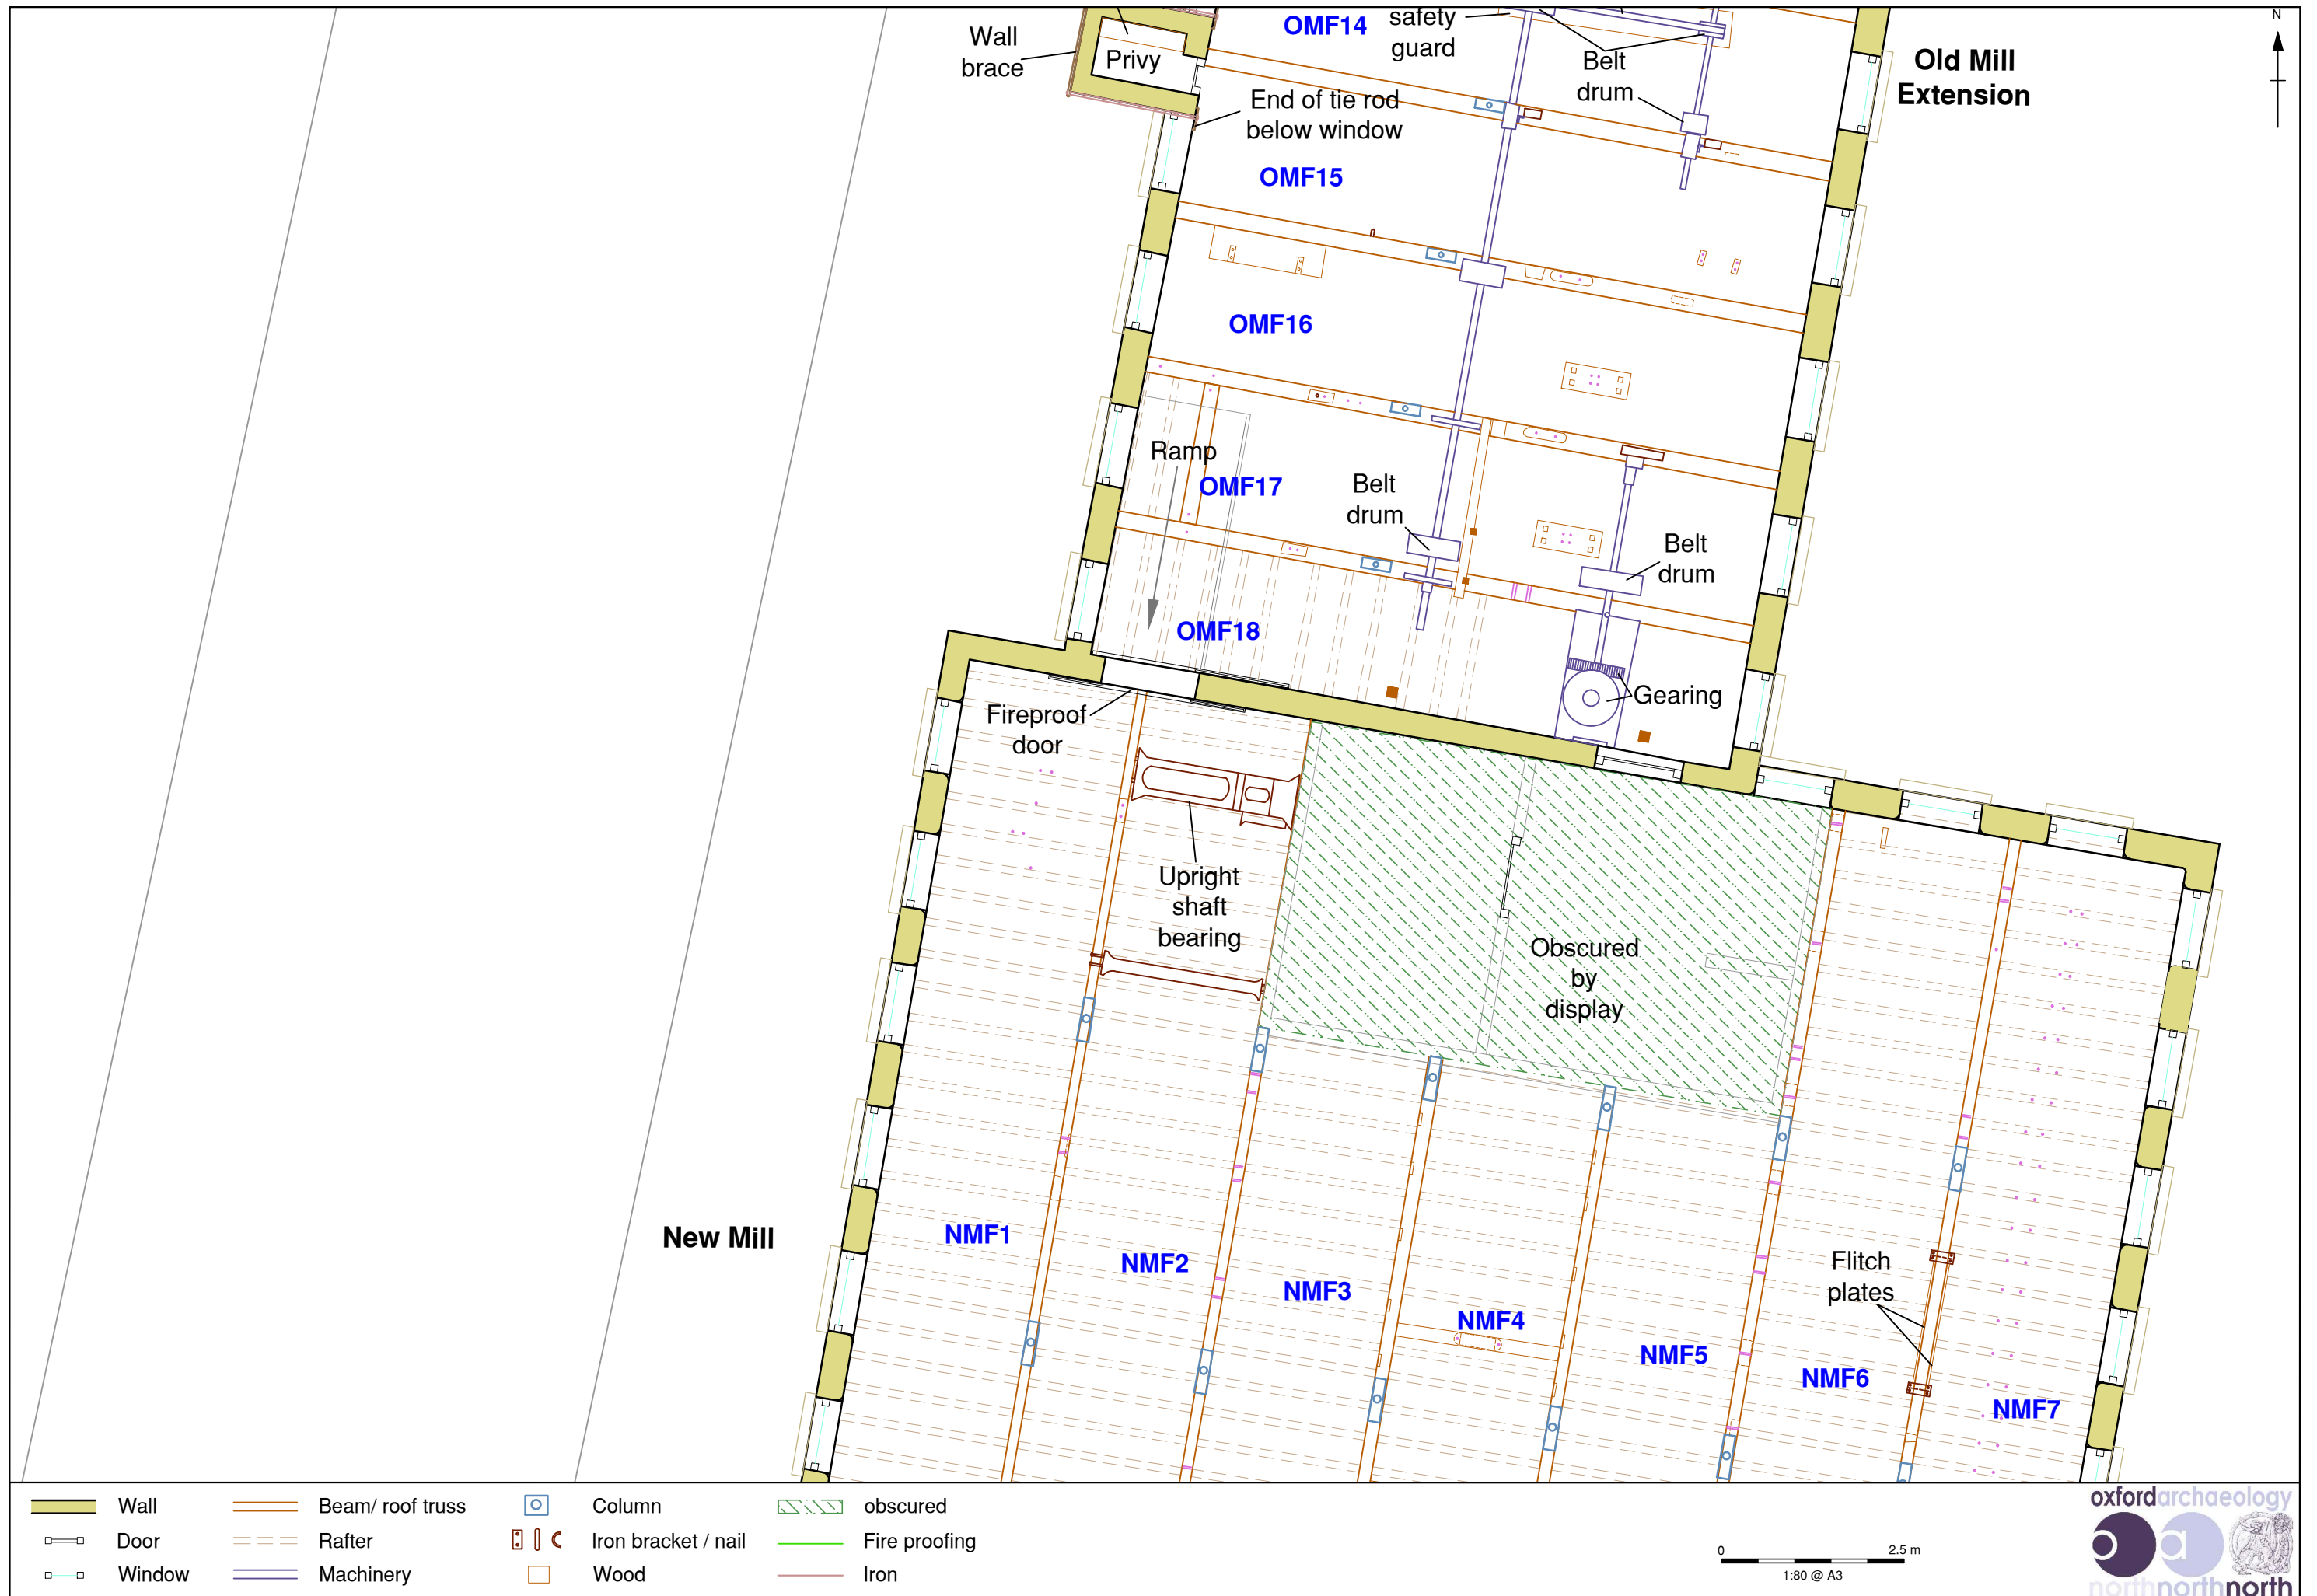 N
OMF14
safety
guard
Wall
brace
Privy
Belt
drum
Old Mill
Extension
End of tie rod
below window
OMF15
OMF16
Ramp
OMF17
Belt
drum
Belt
drum
OMF18
Gearing
Fireproof
door
Upright
shaft
bearing
Obscured
by
display
New Mill
NMF1
NMF2
NMF3
NMF4
NMF5
Flitch
plates
NMF6
NMF7
Wall
Beam/ roof truss
Column
obscured
Door
Rafter
Iron bracket / nail
Fire proofing
Window
Machinery
Wood
Iron
0
2.5 m
1:80 @ A3
oxfordarchaeology
oa
northnorthnorth